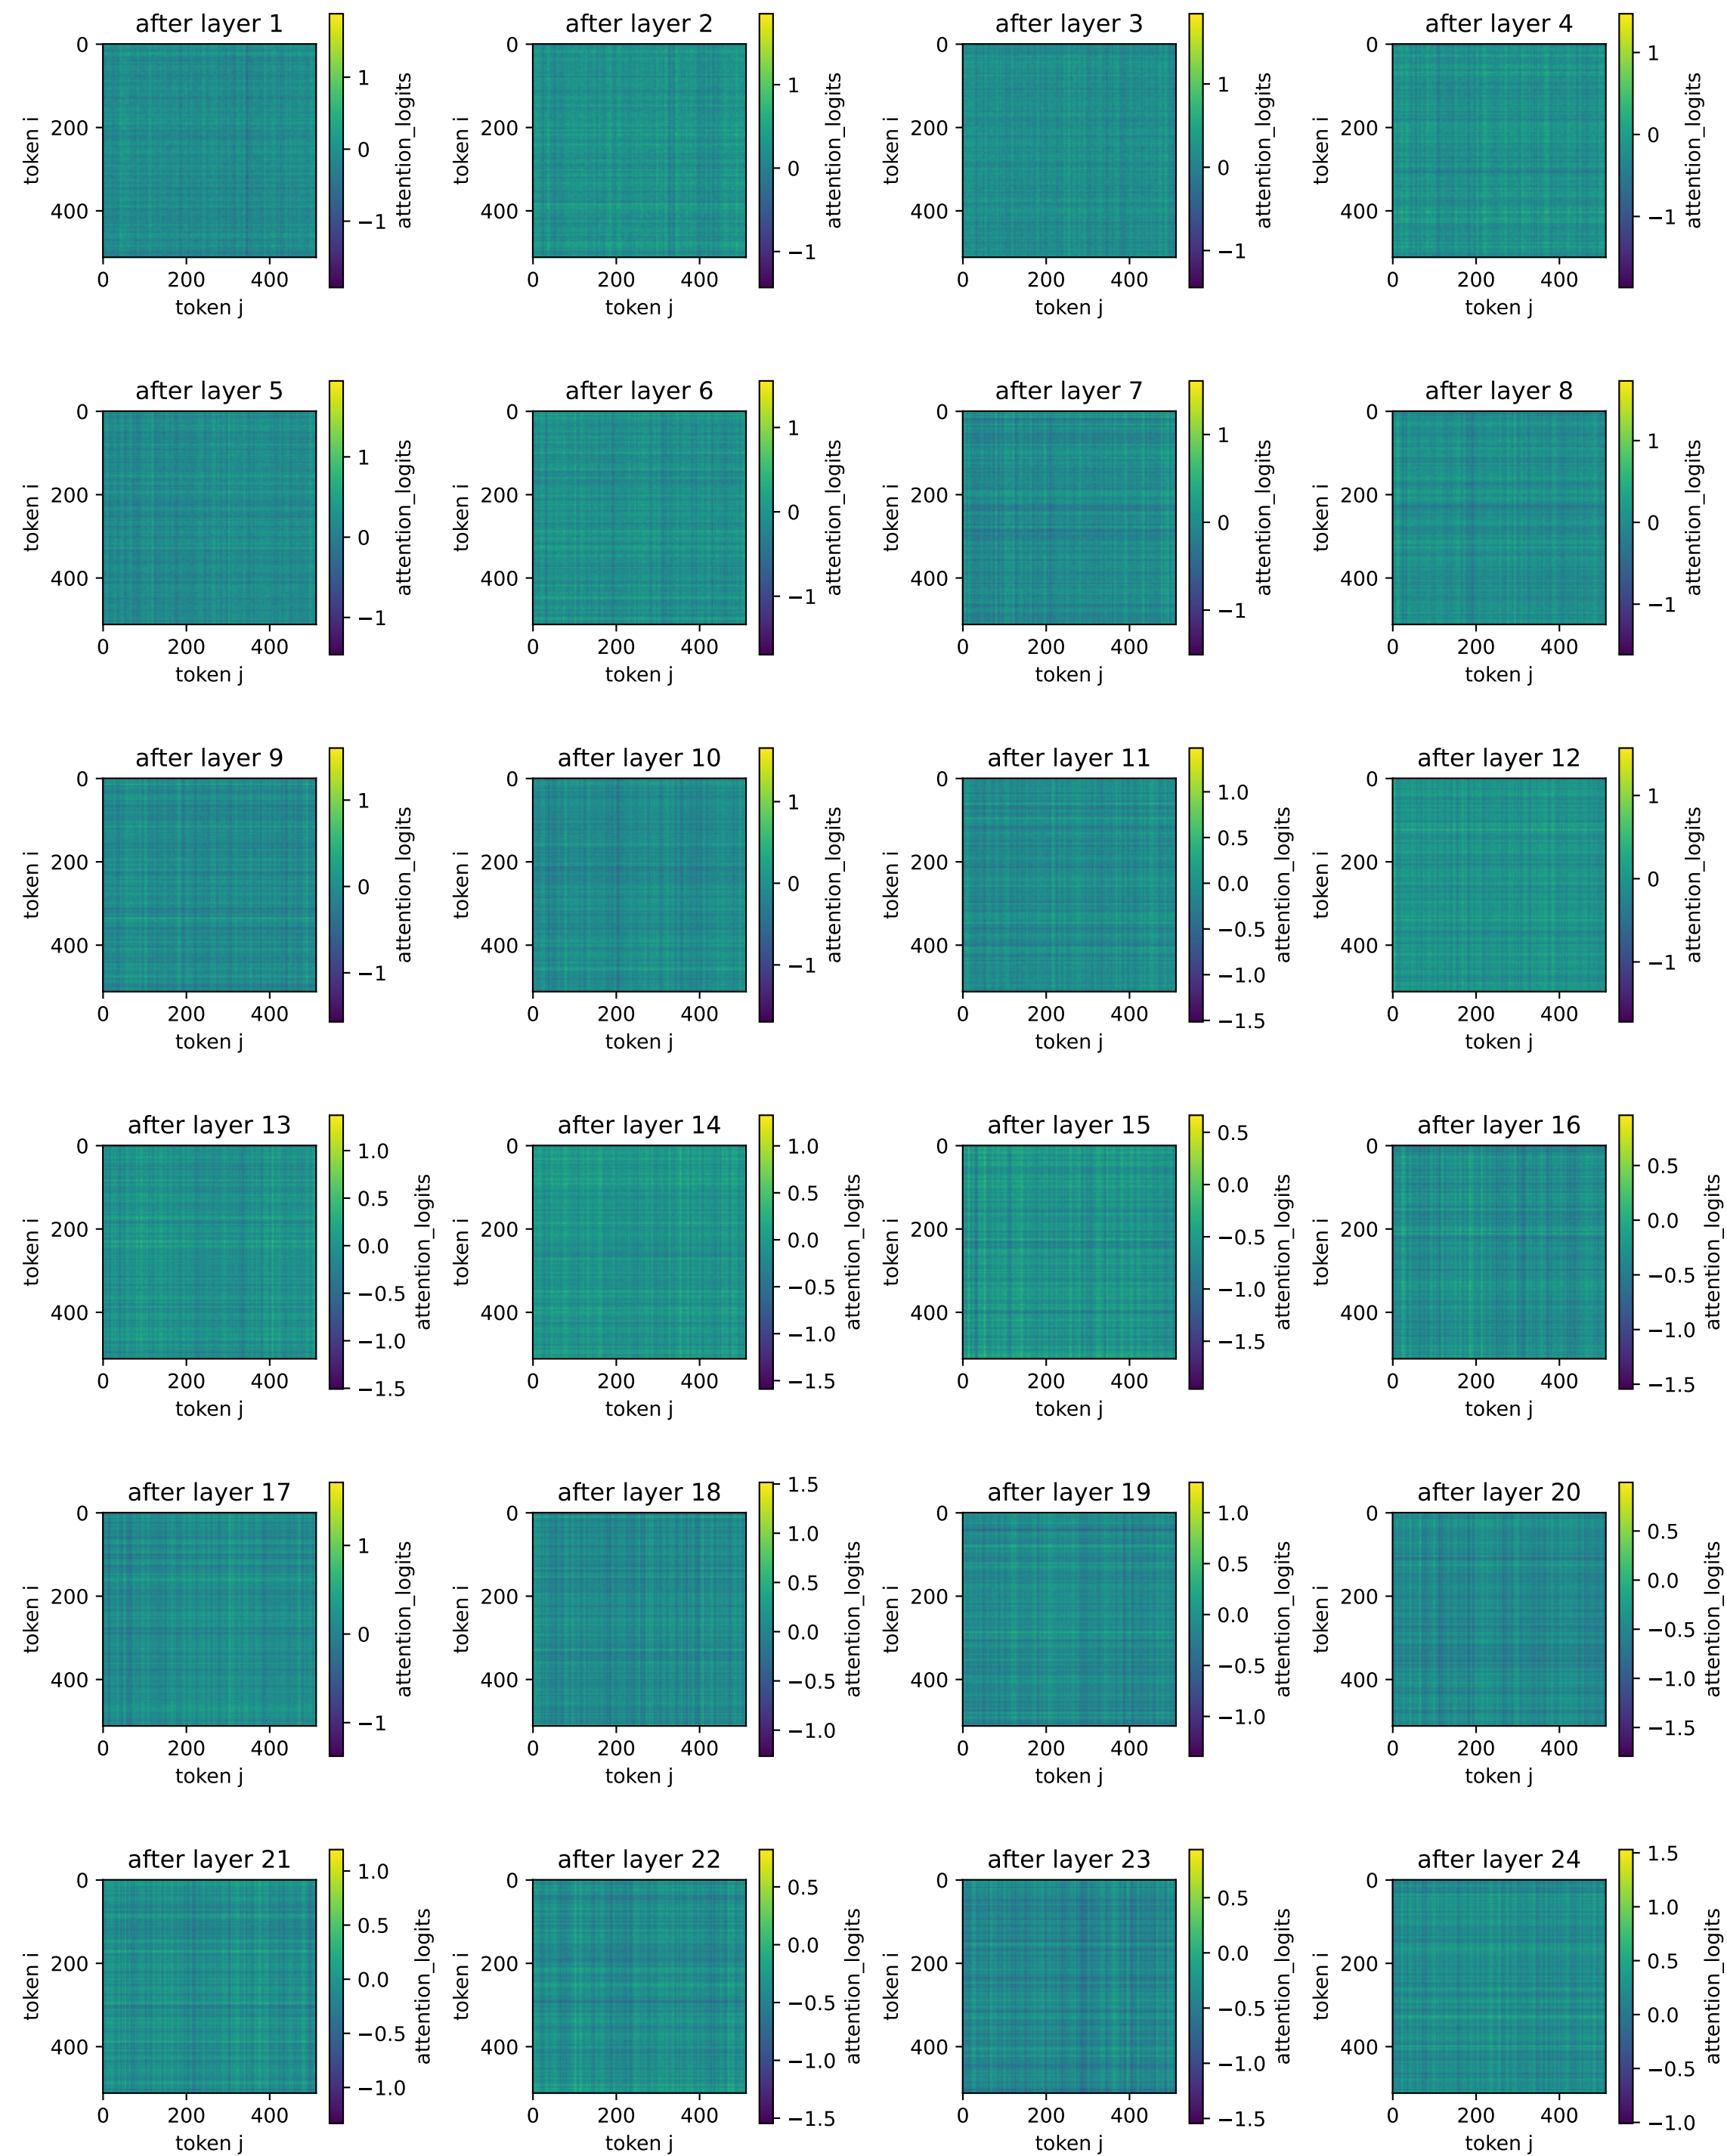 after layer 1
0
200
400
token i
0
200
400
token j
1
0
−1
attention_logits
after layer 2
0
200
400
token i
0
200
400
token j
1
0
−1
attention_logits
after layer 3
0
200
400
token i
0
200
400
token j
1
0
−1
attention_logits
after layer 4
0
200
400
token i
0
200
400
token j
1
0
−1
attention_logits
after layer 5
0
200
400
token i
0
200
400
token j
1
0
−1
attention_logits
after layer 6
0
200
400
token i
0
200
400
token j
1
0
−1
attention_logits
after layer 7
0
200
400
token i
0
200
400
token j
1
0
−1
attention_logits
after layer 8
0
200
400
token i
0
200
400
token j
1
0
−1
attention_logits
after layer 9
0
200
400
token i
0
200
400
token j
1
0
−1
attention_logits
after layer 10
0
200
400
token i
0
200
400
token j
1
0
−1
attention_logits
after layer 11
0
200
400
token i
0
200
400
token j
1.0
0.5
0.0
−0.5
−1.0
−1.5
attention_logits
after layer 12
0
200
400
token i
0
200
400
token j
1
0
−1
attention_logits
after layer 13
0
200
400
token i
0
200
400
token j
1.0
0.5
0.0
−0.5
−1.0
−1.5
attention_logits
after layer 14
0
200
400
token i
0
200
400
token j
1.0
0.5
0.0
−0.5
−1.0
−1.5
attention_logits
after layer 15
0
200
400
token i
0
200
400
token j
0.5
0.0
−0.5
−1.0
−1.5
attention_logits
after layer 16
0
200
400
token i
0
200
400
token j
0.5
0.0
−0.5
−1.0
−1.5
attention_logits
after layer 17
0
200
400
token i
0
200
400
token j
1
0
−1
attention_logits
after layer 18
0
200
400
token i
0
200
400
token j
1.5
1.0
0.5
0.0
−0.5
−1.0
attention_logits
after layer 19
0
200
400
token i
0
200
400
token j
1.0
0.5
0.0
−0.5
−1.0
attention_logits
after layer 20
0
200
400
token i
0
200
400
token j
0.5
0.0
−0.5
−1.0
−1.5
attention_logits
after layer 21
0
200
400
token i
0
200
400
token j
1.0
0.5
0.0
−0.5
−1.0
attention_logits
after layer 22
0
200
400
token i
0
200
400
token j
0.5
0.0
−0.5
−1.0
−1.5
attention_logits
after layer 23
0
200
400
token i
0
200
400
token j
0.5
0.0
−0.5
−1.0
−1.5
attention_logits
after layer 24
0
200
400
token i
0
200
400
token j
1.5
1.0
0.5
0.0
−0.5
−1.0
attention_logits